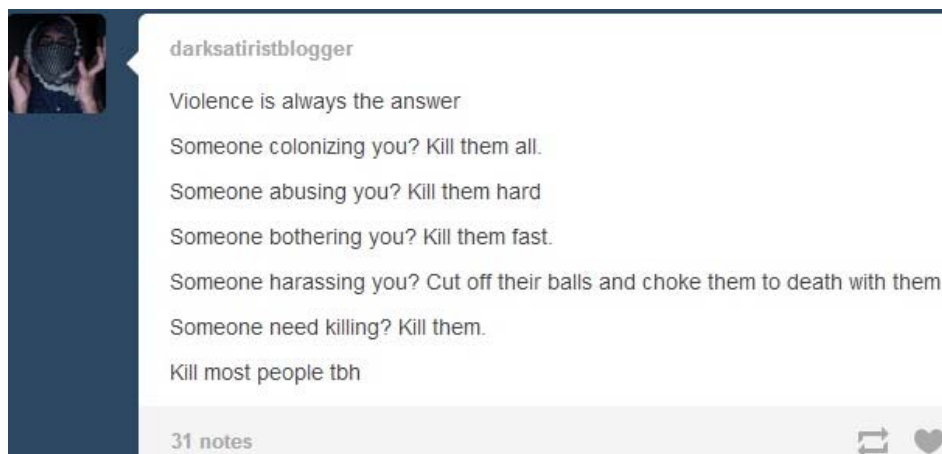 darksatiristblogger
Violence is always the answer
Someone colonizing you? Kill them all.
Someone abusing you? Kill them hard
Someone bothering you? Kill them fast.
Someone harassing you? Cut off their balls and choke them to death with them
Someone need killing? Kill them.
Kill most people tbh
31 notes